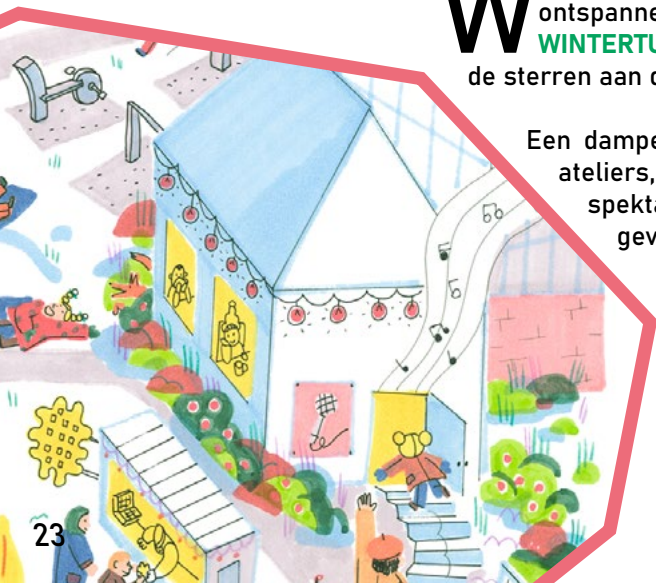 W ontspanne
WINTERTU
de sterren aan d
Een dampe
ateliers,
spekta
gev
23